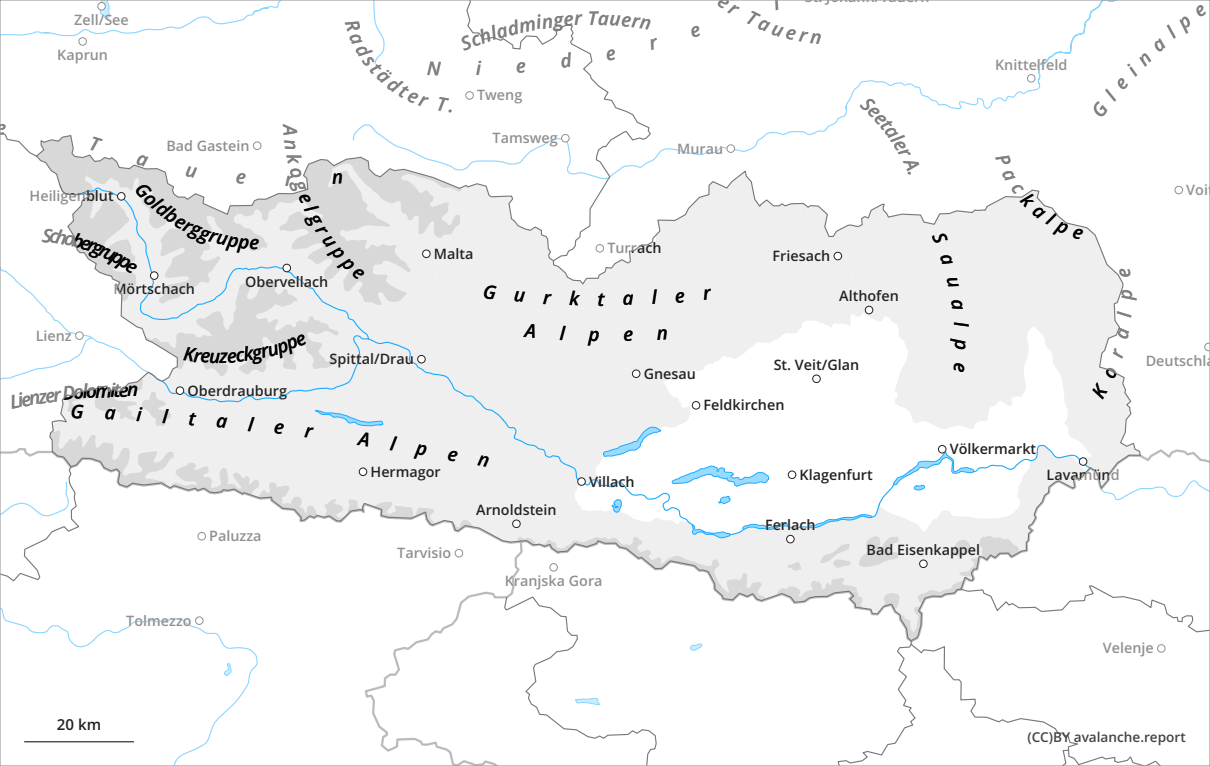 Zell/See
Kaprun
Radstädter T.
Schladminger Tauern
er Tauern
Niedere
Tweng
Knittelfeld
Gleinalpe
Tamsweg
Murau
Seetaler A.
Bad Gastein
Tauern
Ankogelgruppe
Packalpe
Heiligenblut
Goldberggruppe
Schobergruppe
Mörtschach
Obervellach
Malta
Turrach
Friesach
Saualpe
Koralpe
Gurktaler
Alpen
Althofen
Lienz
Kreuzeckgruppe
Spittal/Drau
Gnesau
St. Veit/Glan
Deutschla
Voi
Lienzer Dolomiten
Oberdrauburg
Feldkirchen
Gailtaler Alpen
Hermagor
Villach
Klagenfurt
Völkermarkt
Lavamünd
Arnoldstein
Ferlach
Bad Eisenkappel
Paluzza
Tarvisio
Kranjska Gora
Tolmezzo
Velenje
20 km
(CC)BY avalanche.report